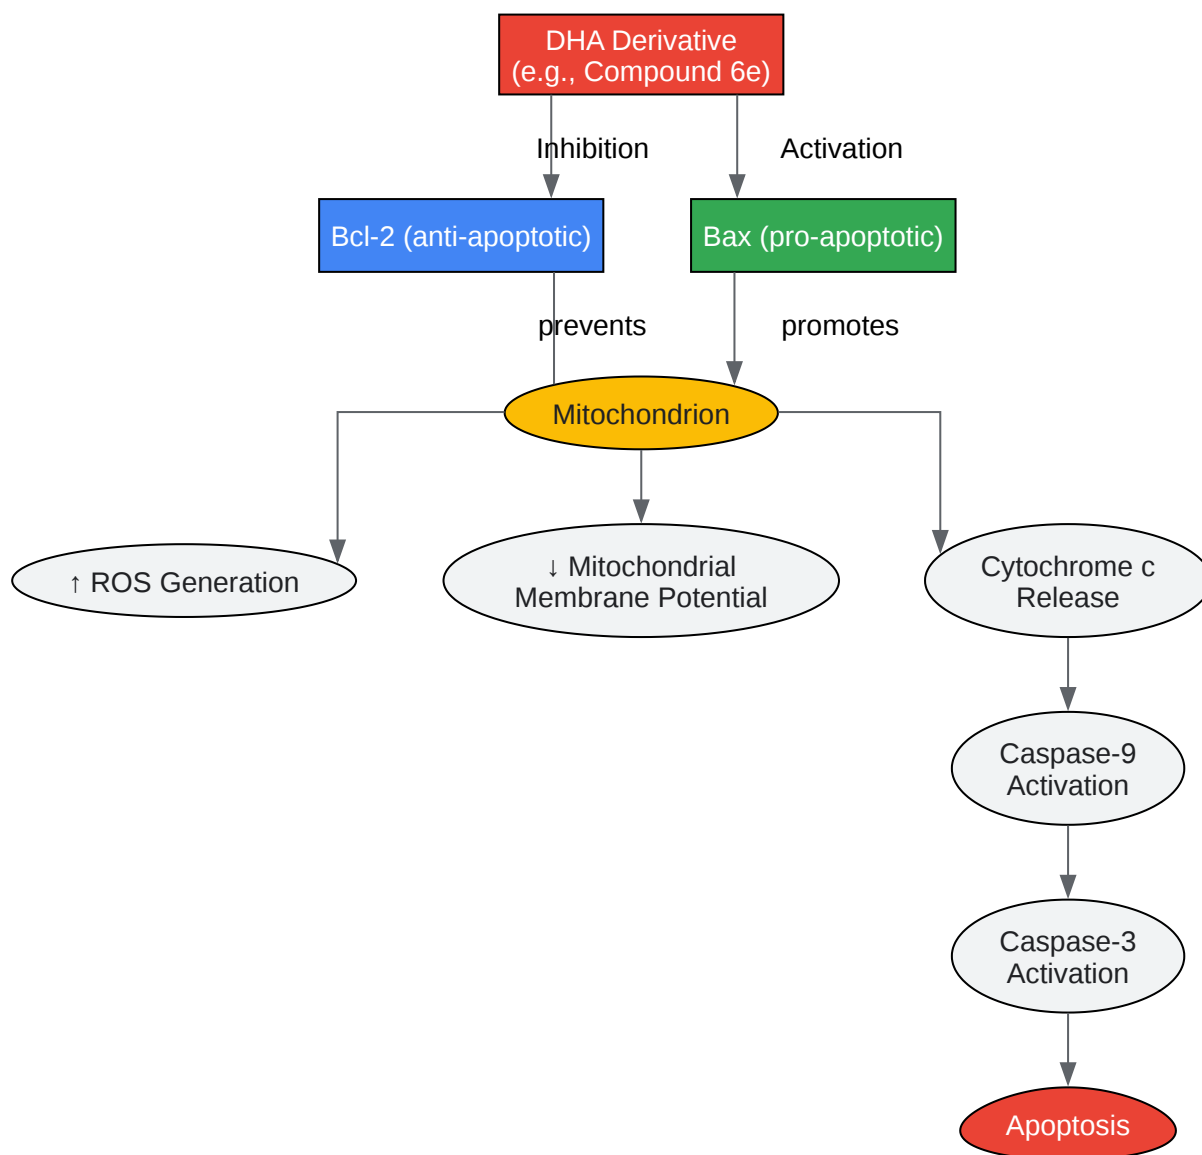 DHA Derivative
(e.g., Compound 6e)
Inhibition
Activation
Bcl-2 (anti-apoptotic)
Bax (pro-apoptotic)
prevents
promotes
Mitochondrion
↑ ROS Generation
↓ Mitochondrial
Membrane Potential
Cytochrome c
Release
Caspase-9
Activation
Caspase-3
Activation
Apoptosis